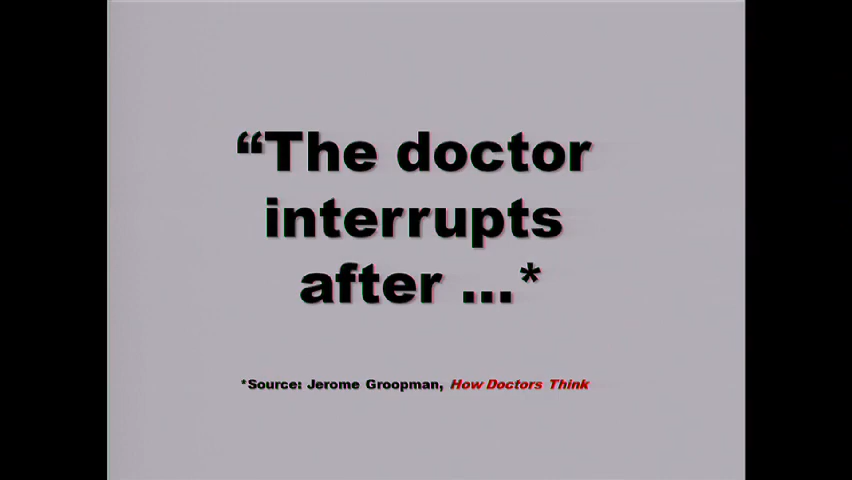 “The doctor
interrupts
after ...*
*Source: Jerome Groopman, How Doctors Think